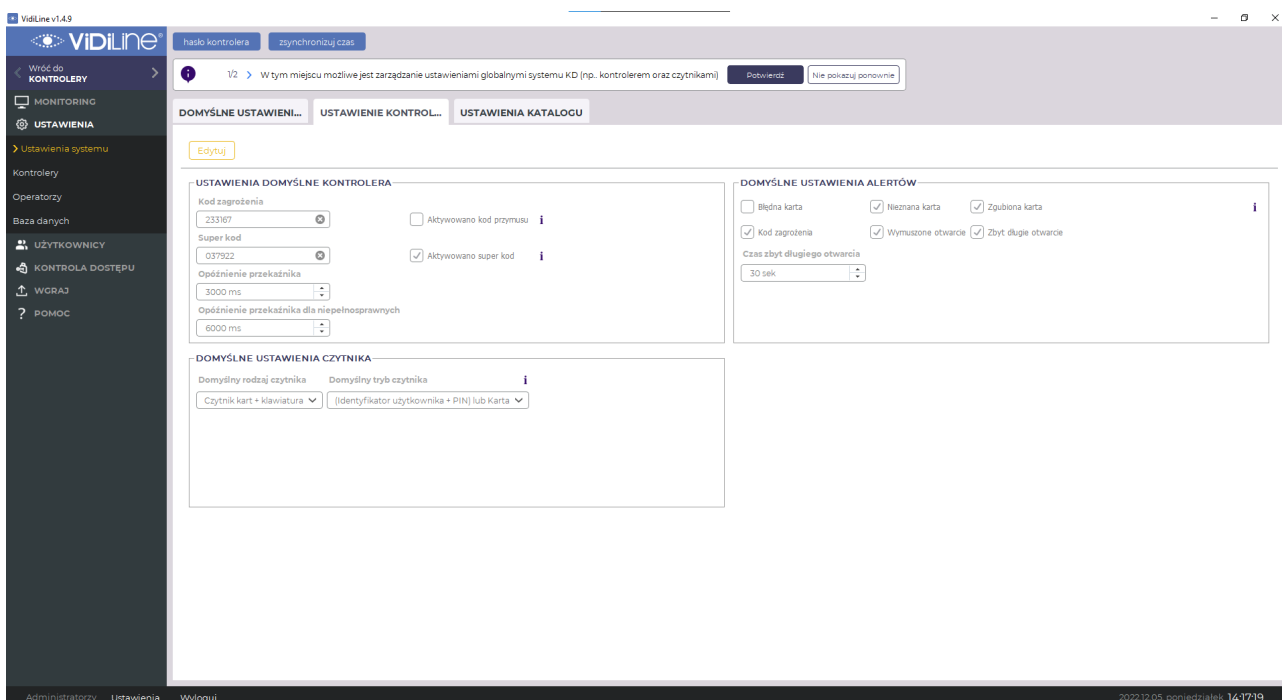 VidiLine v1.4.9
ViDiLINE®
hasło kontrolera
zsynchronizuj czas
Wróć do
KONTROLERY
1/2 > W tym miejscu możliwe jest zarządzanie ustawieniami globalnymi systemu KD (np.. kontrolerem oraz czytnikami)
Potwierdź
Nie pokazuj ponownie
MONITORING
USTAWIENIA
Ustawienia systemu
Kontrolery
Operatorzy
Baza danych
UŻYTKOWNICY
KONTROLA DOSTĘPU
WGRAJ
POMOC
DOMYŚLNE USTAWIENI...
USTAWIENIE KONTROL...
USTAWIENIA KATALOGU
Edytuj
USTAWIENIA DOMYŚLNE KONTROLERA
Kod zagrożenia
233167
Aktywowano kod przymusu
Super kod
037922
Aktywowano super kod
Opóźnienie przekaźnika
3000 ms
Opóźnienie przekaźnika dla niepełnosprawnych
6000 ms
DOMYŚLNE USTAWIENIA ALERTÓW
Błędna karta
Nieznana karta
Zgubiona karta
Kod zagrożenia
Wymuszone otwarcie
Zbyt długie otwarcie
Czas zbyt długiego otwarcia
30 sek
DOMYŚLNE USTAWIENIA CZYTNIKA
Domyślny rodzaj czytnika
Domyślny tryb czytnika
Czytnik kart + klawiatura
(Identyfikator użytkownika + PIN) lub Karta
Administratorzy
Ustawienia
Wyloguj
2022.12.05. poniedziałek 14:17:19